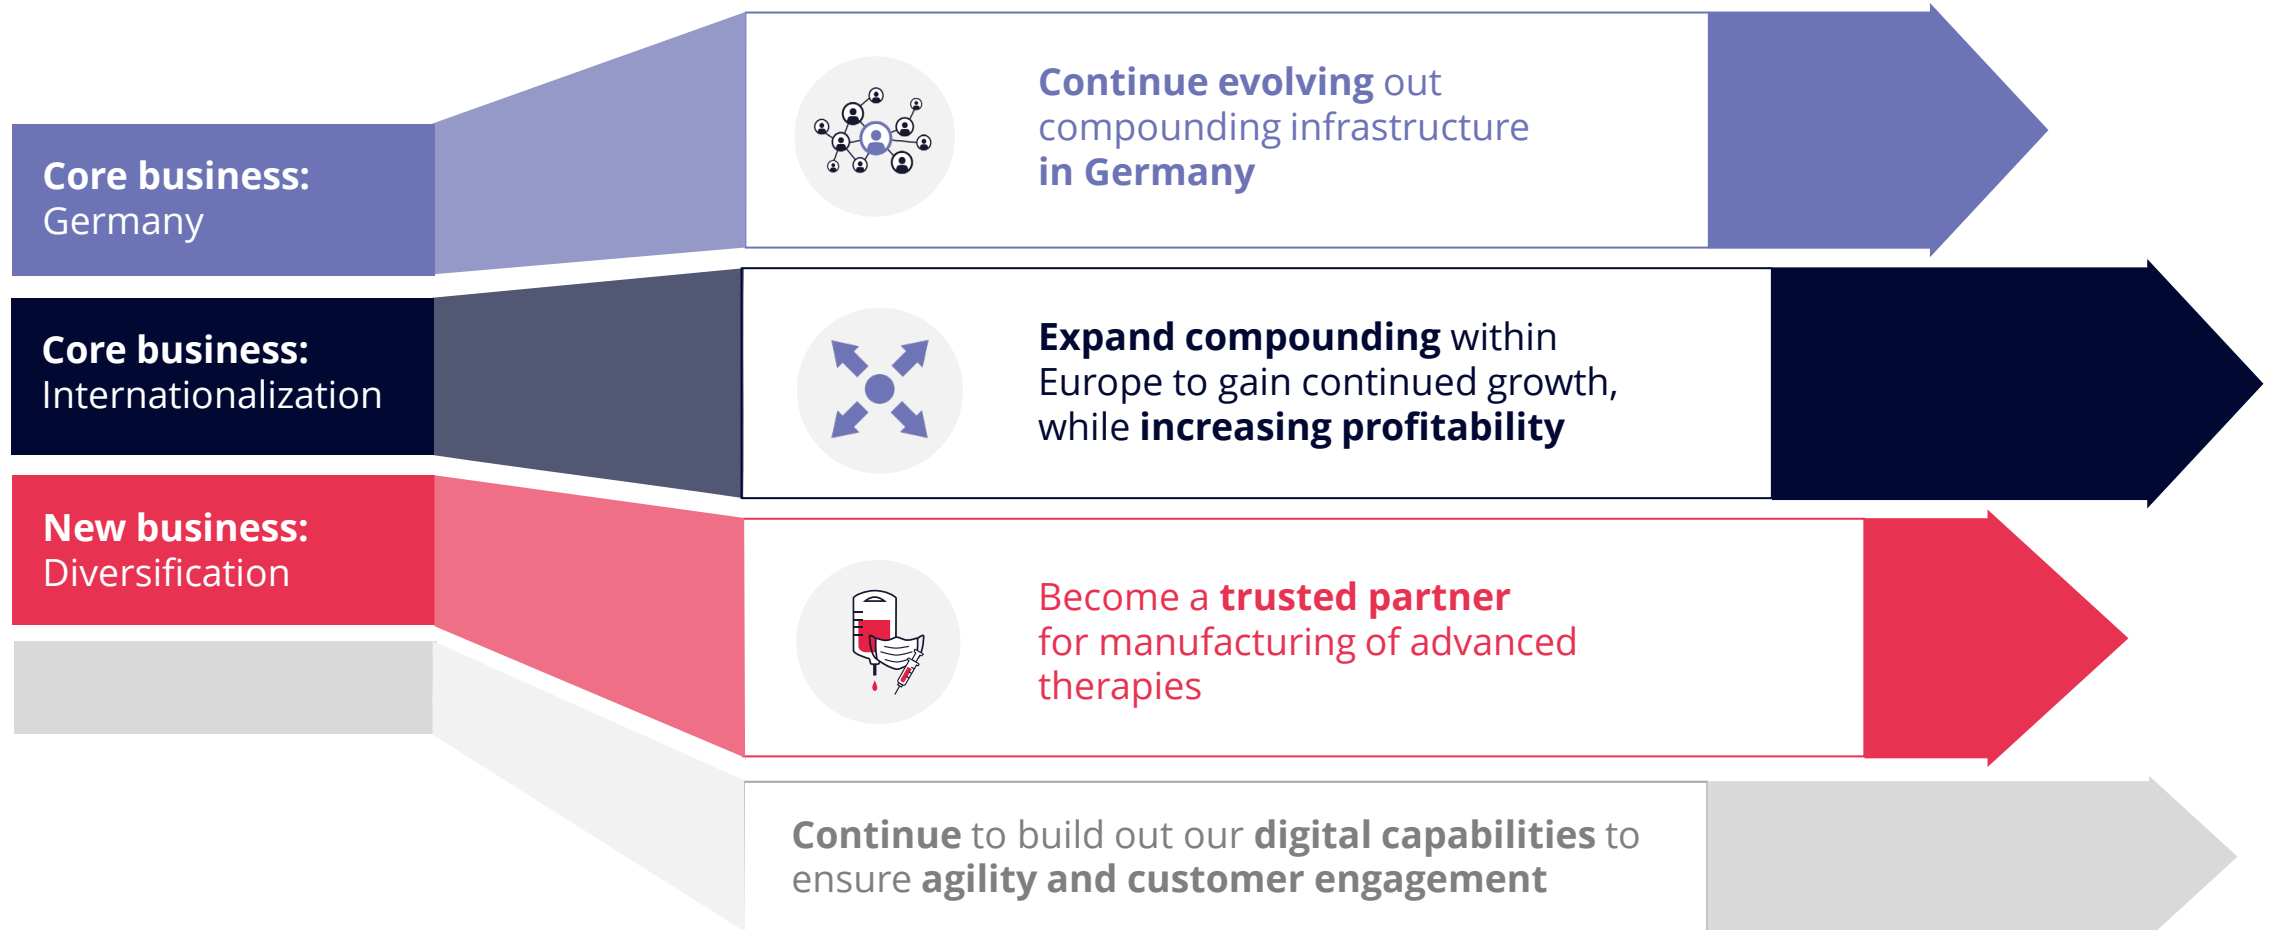 Core business:
Germany
Continue evolving out
compounding infrastructure
in Germany
Core business:
Internationalization
Expand compounding within
Europe to gain continued growth,
while increasing profitability
New business:
Diversification
Become a trusted partner
for manufacturing of advanced
therapies
Continue to build out our digital capabilities to
ensure agility and customer engagement